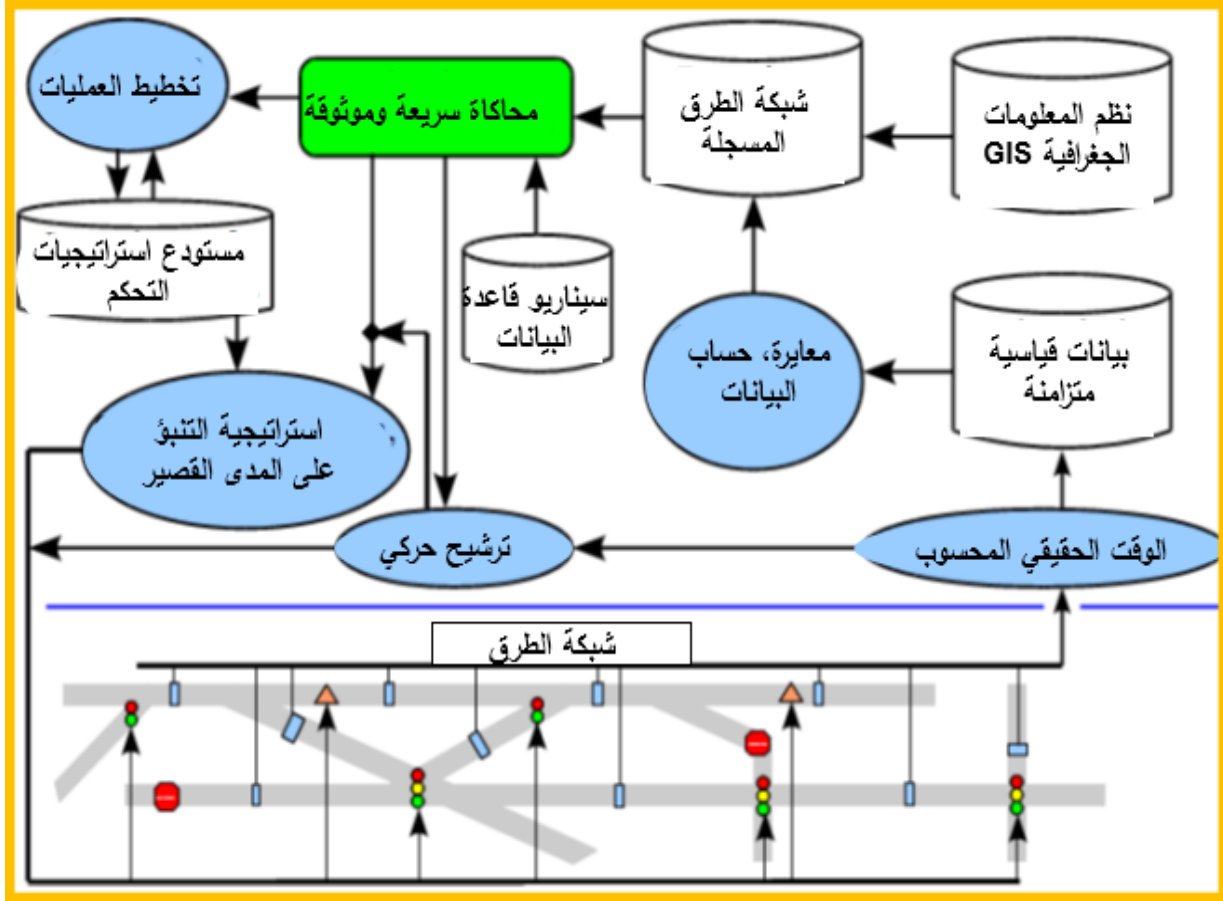 تخطيط العمليات
محاكاة سريعة وموثوقة
شبكة الطرق
المسجلة
نظم المعلومات
الجغرافية GIS
مستودع استراتيجيات
التحكم
سيناريو قاعدة
البيانات
معايرة، حساب
البيانات
بيانات قياسية
متزامنة
استراتيجية التنبؤ
على المدى القصير
ترشيح حركي
الوقت الحقيقي المحسوب
شبكة الطرق